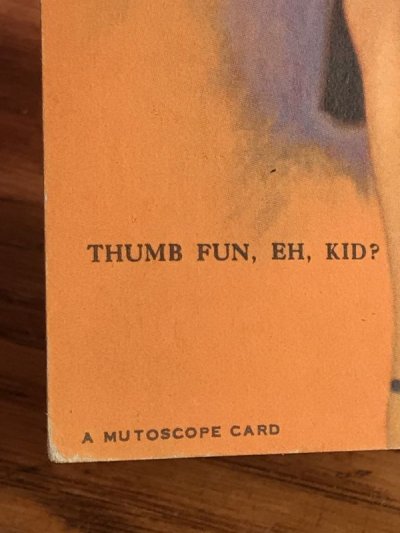 THUMB FUN, EH, KID?
A MUTOSCOPE CARD